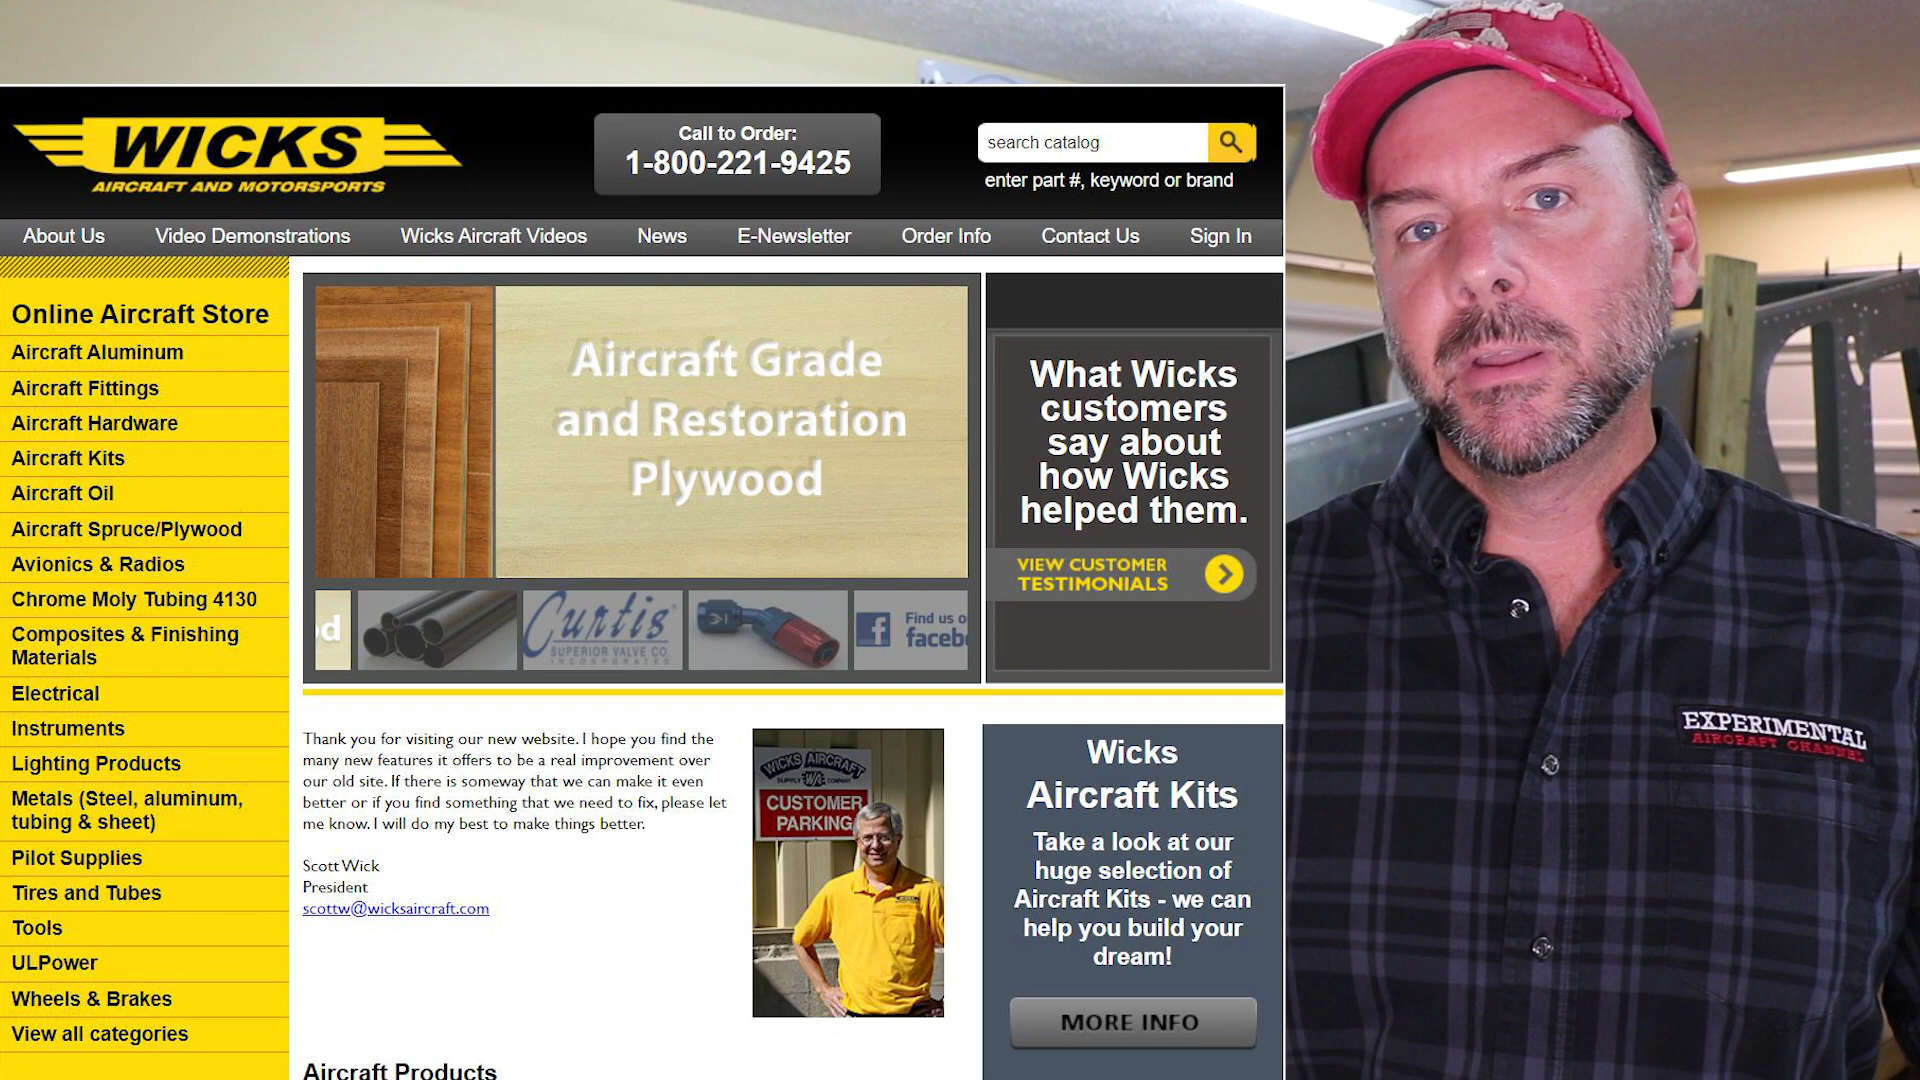 WICKS
AIRCRAFT AND MOTORSPORTS
Call to Order:
1-800-221-9425
search catalog
enter part #, keyword or brand
About Us
Video Demonstrations
Wicks Aircraft Videos
News
E-Newsletter
Order Info
Contact Us
Sign In
Online Aircraft Store
Aircraft Aluminum
Aircraft Fittings
Aircraft Hardware
Aircraft Kits
Aircraft Oil
Aircraft Spruce/Plywood
Avionics & Radios
Chrome Moly Tubing 4130
Composites & Finishing
Materials
Electrical
Instruments
Lighting Products
Metals (Steel, aluminum,
tubing & sheet)
Pilot Supplies
Tires and Tubes
Tools
ULPower
Wheels & Brakes
View all categories
Aircraft Grade
and Restoration
Plywood
d
Curtis
SUPERIOR VALVE CO.
INCORPORATED
Find us o
faceb
What Wicks
customers
say about
how Wicks
helped them.
VIEW CUSTOMER
TESTIMONIALS
Thank you for visiting our new website. I hope you find the
many new features it offers to be a real improvement over
our old site. If there is someway that we can make it even
better or if you find something that we need to fix, please let
me know. I will do my best to make things better.
Scott Wick
President
scottw@wicksaircraft.com
WICKS AIRCRAFT
SUPPLY WA COMPANY
CUSTOMER
PARKING
Wicks
Aircraft Kits
Take a look at our
huge selection of
Aircraft Kits - we can
help you build your
dream!
MORE INFO
Aircraft Products
EXPERIMENTAL
AIRCRAFT CHANNEL